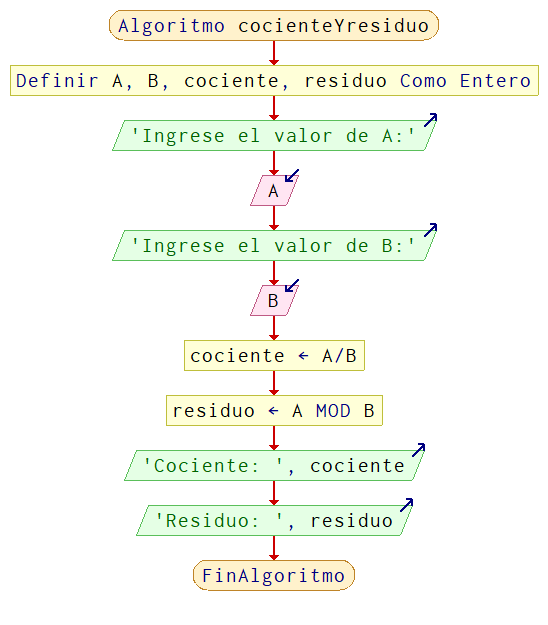 Algoritmo cocienteYresiduo
Definir A, B, cociente, residuo Como Entero
'Ingrese el valor de A:'
A
'Ingrese el valor de B:'
B
cociente ← A/B
residuo ← A MOD B
'Cociente: ', cociente
'Residuo: ', residuo
FinAlgoritmo